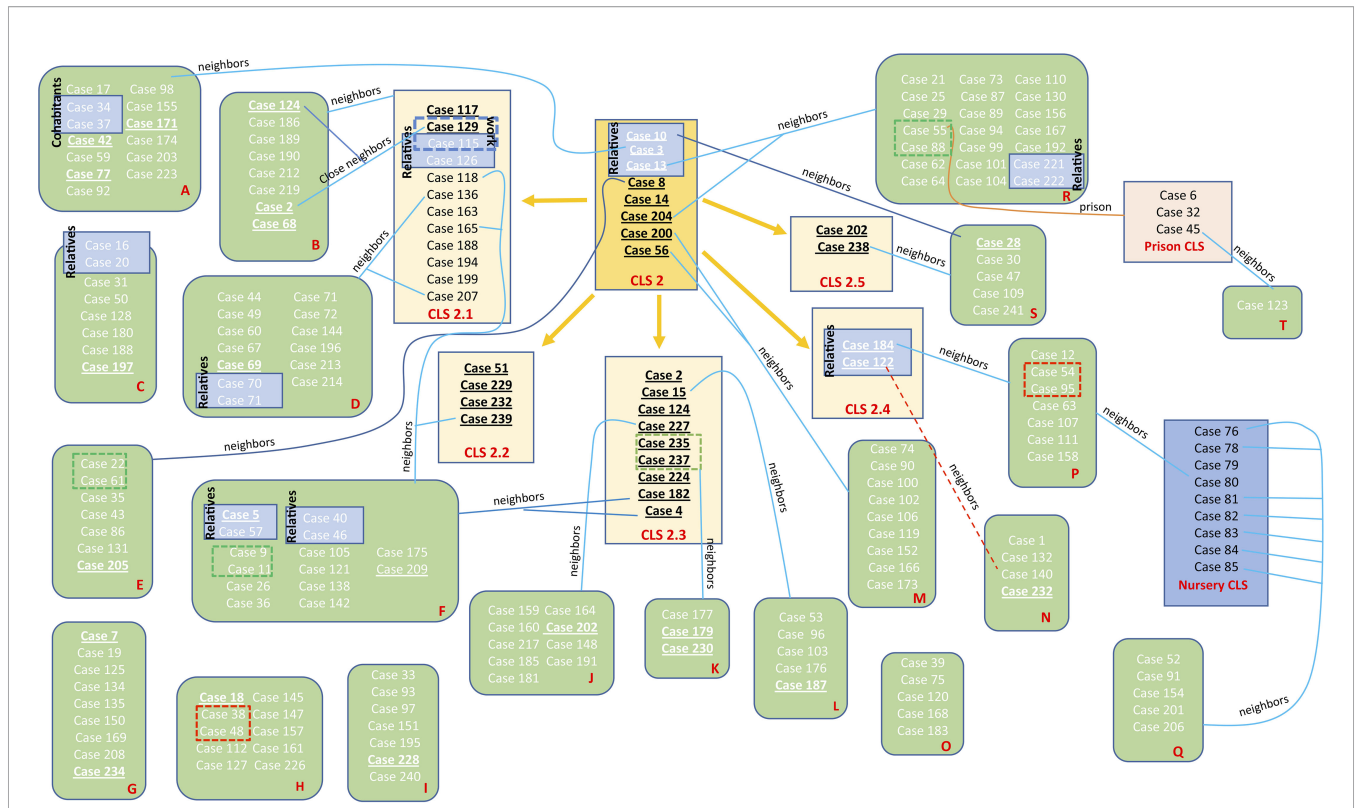 neighbors
Cohabitants
Case 17
Case 34
Case 37
Case 42
Case 59
Case 77
Case 92
Case 98
Case 155
Case 171
Case 174
Case 203
Case 223
A
Case 124
Case 186
Case 189
Case 190
Case 212
Case 219
Case 2
Case 68
B
neighbors
Close neighbors
Case 117
Case 129
Case 115
Case 126
Case 118
Case 136
Case 163
Case 165
Case 188
Case 194
Case 199
Case 207
CLS 2.1
Relatives
work
neighbors
Relatives
Case 10
Case 3
Case 13
Case 8
Case 14
Case 204
Case 200
Case 56
CLS 2
neighbors
neighbors
Case 21
Case 25
Case 29
Case 55
Case 88
Case 62
Case 64
Case 73
Case 87
Case 89
Case 94
Case 99
Case 101
Case 104
Case 110
Case 130
Case 156
Case 167
Case 192
Case 221
Case 222
Relatives
R
prison
Case 6
Case 32
Case 45
Prison CLS
neighbors
Case 123
T
Case 202
Case 238
CLS 2.5
neighbors
Case 28
Case 30
Case 47
Case 109
Case 241
S
Relatives
Case 16
Case 20
Case 31
Case 50
Case 128
Case 180
Case 188
Case 197
C
Case 44
Case 49
Case 60
Case 67
Case 69
Case 70
Case 71
Case 71
Case 72
Case 144
Case 196
Case 213
Case 214
Relatives
D
Case 51
Case 229
Case 232
Case 239
CLS 2.2
neighbors
Case 2
Case 15
Case 124
Case 227
Case 235
Case 237
Case 224
Case 182
Case 4
CLS 2.3
neighbors
Relatives
Case 184
Case 122
CLS 2.4
neighbors
neighbors
Case 12
Case 54
Case 95
Case 63
Case 107
Case 111
Case 158
P
neighbors
Case 76
Case 78
Case 79
Case 80
Case 81
Case 82
Case 83
Case 84
Case 85
Nursery CLS
neighbors
Case 22
Case 61
Case 35
Case 43
Case 86
Case 131
Case 205
E
neighbors
Relatives
Case 5
Case 57
Case 9
Case 11
Case 26
Case 36
Relatives
Case 40
Case 46
Case 105
Case 121
Case 138
Case 142
Case 175
Case 209
F
neighbors
neighbors
neighbors
Case 74
Case 90
Case 100
Case 102
Case 106
Case 119
Case 152
Case 166
Case 173
M
Case 1
Case 132
Case 140
Case 232
N
Case 7
Case 19
Case 125
Case 134
Case 135
Case 150
Case 169
Case 208
Case 234
G
Case 18
Case 38
Case 48
Case 112
Case 127
Case 145
Case 147
Case 157
Case 161
Case 226
H
Case 33
Case 93
Case 97
Case 151
Case 195
Case 228
Case 240
I
Case 159
Case 160
Case 217
Case 185
Case 181
Case 164
Case 202
Case 148
Case 191
J
Case 177
Case 179
Case 230
K
Case 53
Case 96
Case 103
Case 176
Case 187
L
Case 39
Case 75
Case 120
Case 168
Case 183
O
Case 52
Case 91
Case 154
Case 201
Case 206
Q